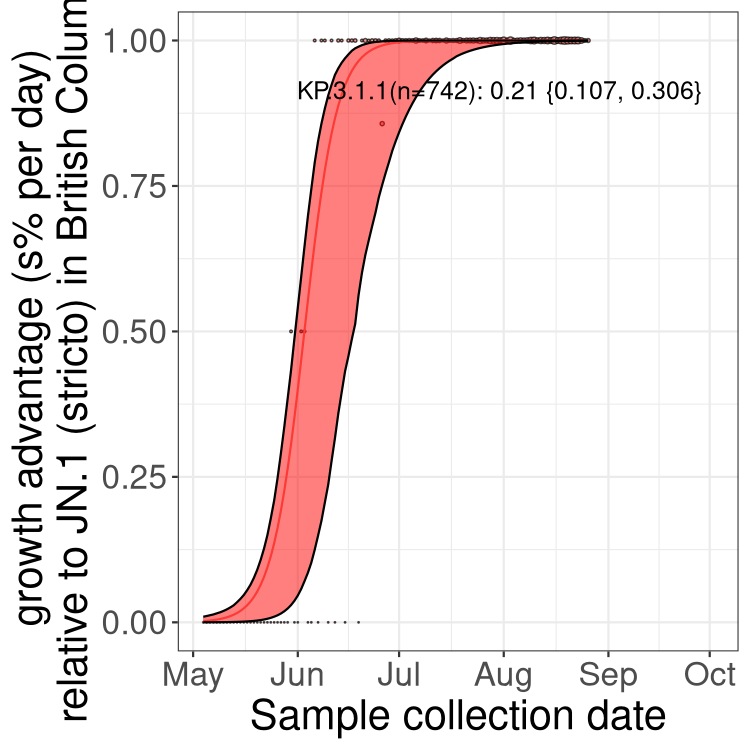 growth advantage (s% per day)
relative to JN.1 (stricto) in British Colum
1.00
0.75
0.50
0.25
0.00
KP.3.1.1(n=742): 0.21 {0.107, 0.306}
May Jun Jul Aug Sep Oct
Sample collection date